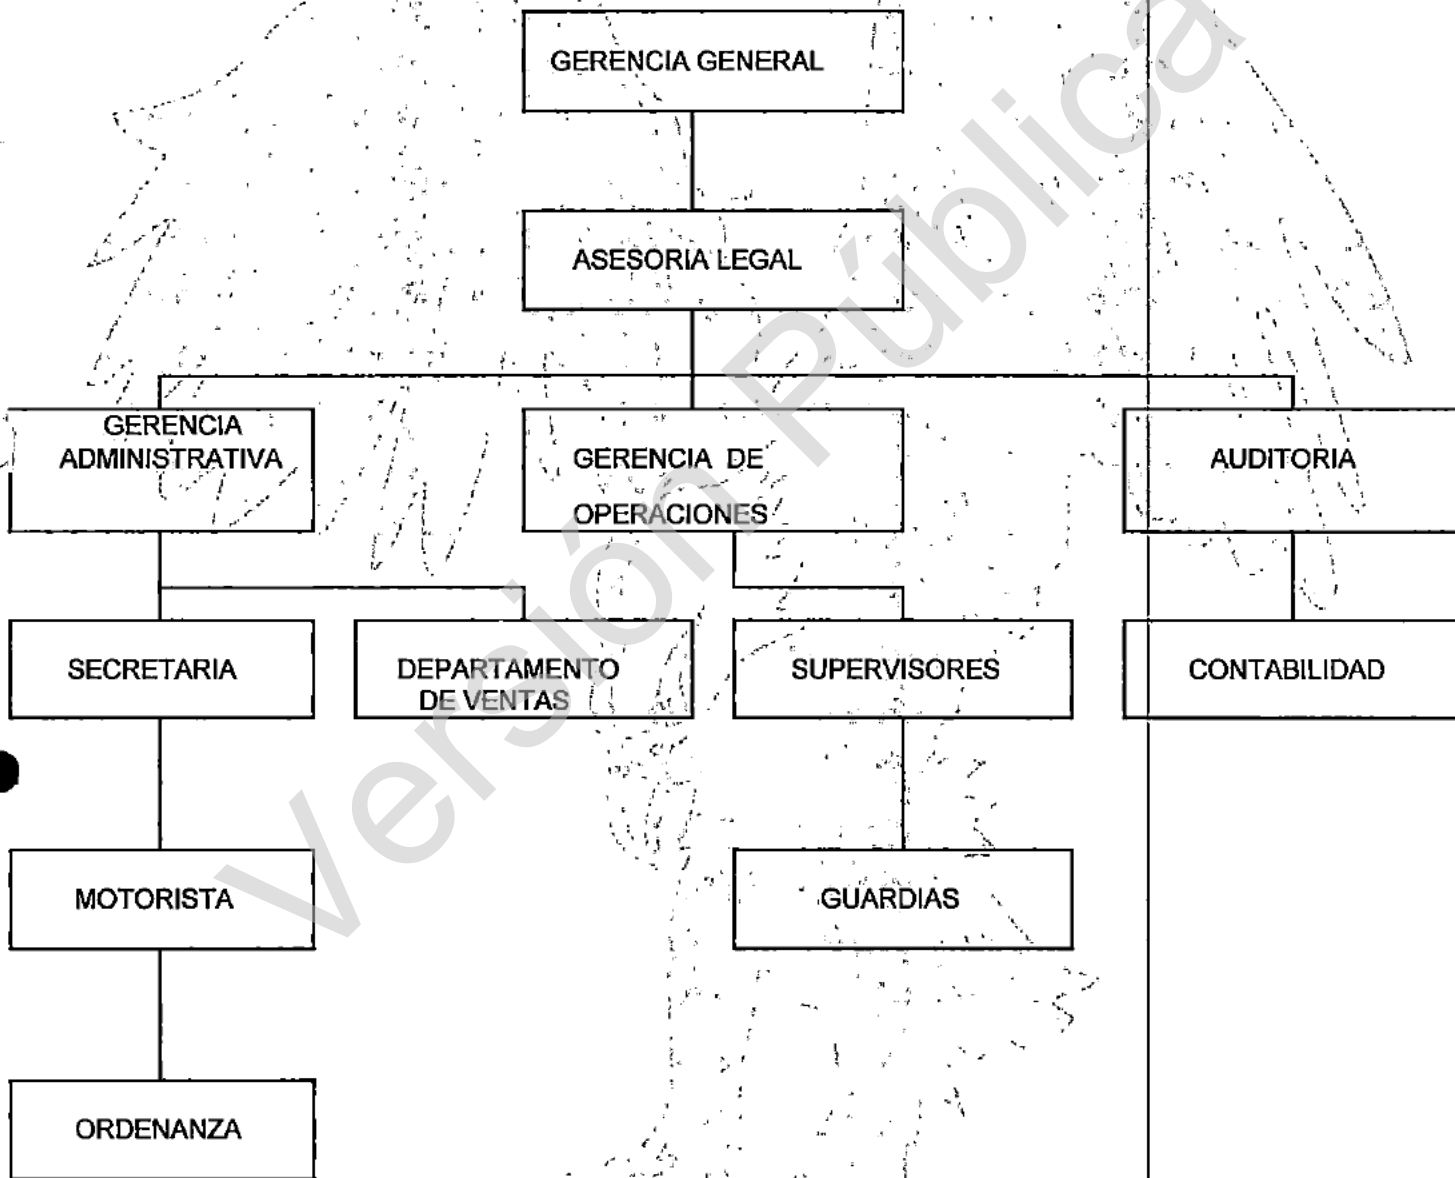 GERENCIA GENERAL
ASESORIA LEGAL
GERENCIA
ADMINISTRATIVA
GERENCIA DE
OPERACIONES
AUDITORIA
SECRETARIA
DEPARTAMENTO
DE VENTAS
SUPERVISORES
CONTABILIDAD
MOTORISTA
GUARDIAS
ORDENANZA
Versión Pública